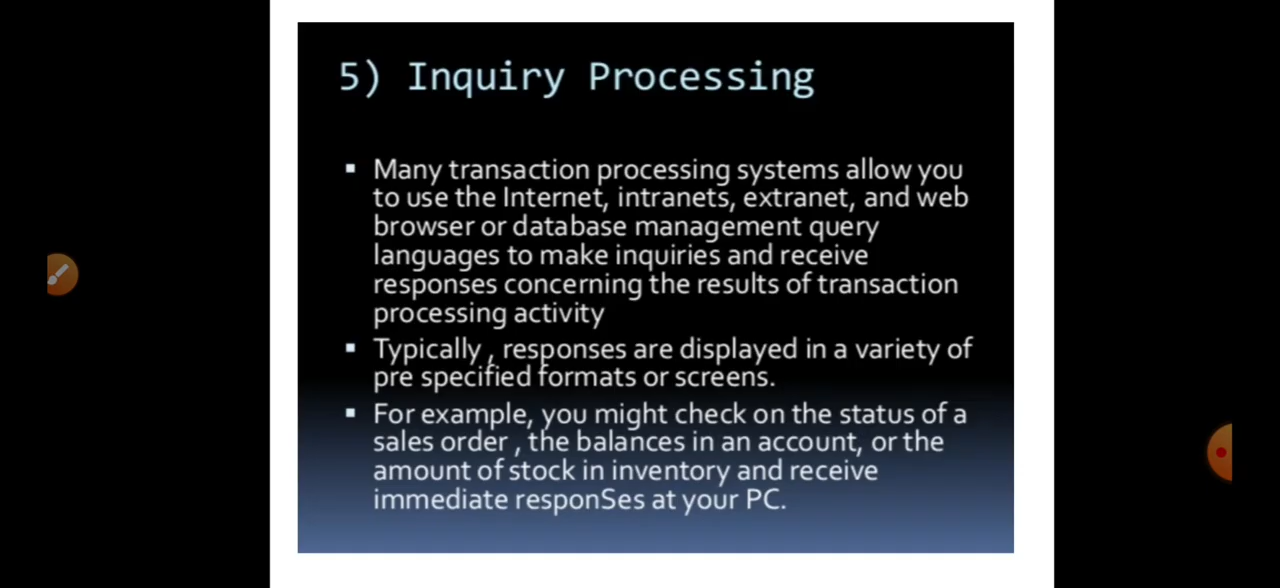 5) Inquiry Processing
Many transaction processing systems allow you
to use the Internet, intranets, extranet, and web
browser or database management query
languages to make inquiries and receive
responses concerning the results of transaction
processing activity
Typically , responses are displayed in a variety of
pre specified formats or screens.
For example, you might check on the status of a
sales order , the balances in an account, or the
amount of stock in inventory and receive
immediate responSes at your PC.